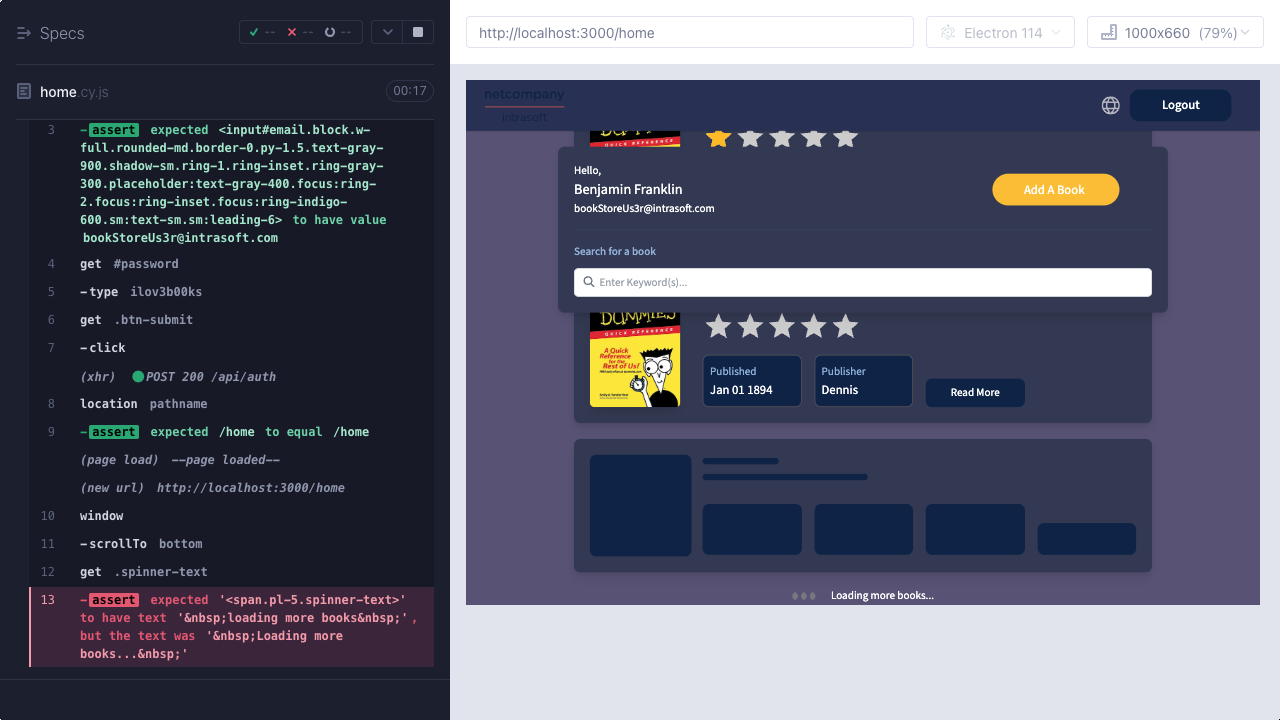 Specs
-- -- --
home.cy.js
00:17
3 -assert expected <input#email.block.w-
full.rounded-md.border-0.py-1.5.text-gray-
900.shadow-sm.ring-1.ring-inset.ring-gray-
300.placeholder:text-gray-400.focus:ring-
2.focus:ring-inset.focus:ring-indigo-
600.sm:text-sm.sm:leading-6> to have value
bookStoreUs3r@intrasoft.com
4 get #password
5 -type ilov3b00ks
6 get .btn-submit
7 -click
(xhr) POST 200 /api/auth
8 location pathname
9 -assert expected /home to equal /home
(page load) --page loaded--
(new url) http://localhost:3000/home
10 window
11 -scrollTo bottom
12 get .spinner-text
13 -assert expected '<span.pl-5.spinner-text>'
to have text '&nbsp;loading more books&nbsp;',
but the text was '&nbsp;Loading more
books...&nbsp;'
http://localhost:3000/home
Electron 114
1000x660 (79%)
netcompany
intrasoft
Logout
QUICK REFERENCE
Hello,
Benjamin Franklin
bookStoreUs3r@intrasoft.com
Add A Book
Search for a book
Enter Keyword(s)...
DUMMIES
QUICK REFERENCE
A Quick
Reference
for the
Rest of Us!
Published
Jan 01 1894
Publisher
Dennis
Read More
Loading more books...